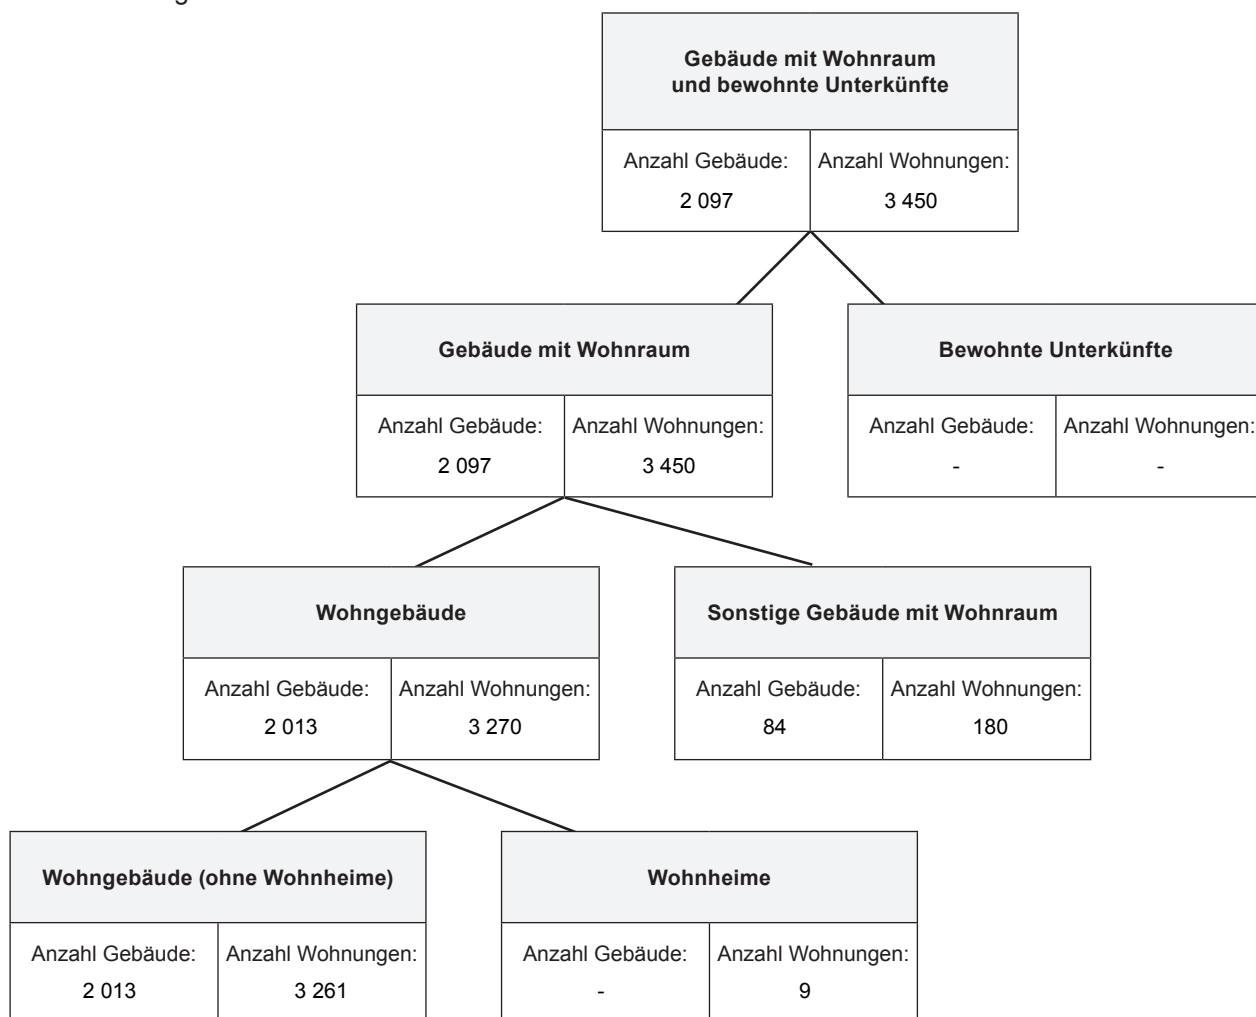 Gebäude mit Wohnraum
und bewohnte Unterkünfte
Anzahl Gebäude: Anzahl Wohnungen:
2 097 3 450
Gebäude mit Wohnraum
Anzahl Gebäude: Anzahl Wohnungen:
2 097 3 450
Bewohnte Unterkünfte
Anzahl Gebäude: Anzahl Wohnungen:
- -
Wohngebäude
Anzahl Gebäude: Anzahl Wohnungen:
2 013 3 270
Sonstige Gebäude mit Wohnraum
Anzahl Gebäude: Anzahl Wohnungen:
84 180
Wohngebäude (ohne Wohnheime)
Anzahl Gebäude: Anzahl Wohnungen:
2 013 3 261
Wohnheime
Anzahl Gebäude: Anzahl Wohnungen:
- 9